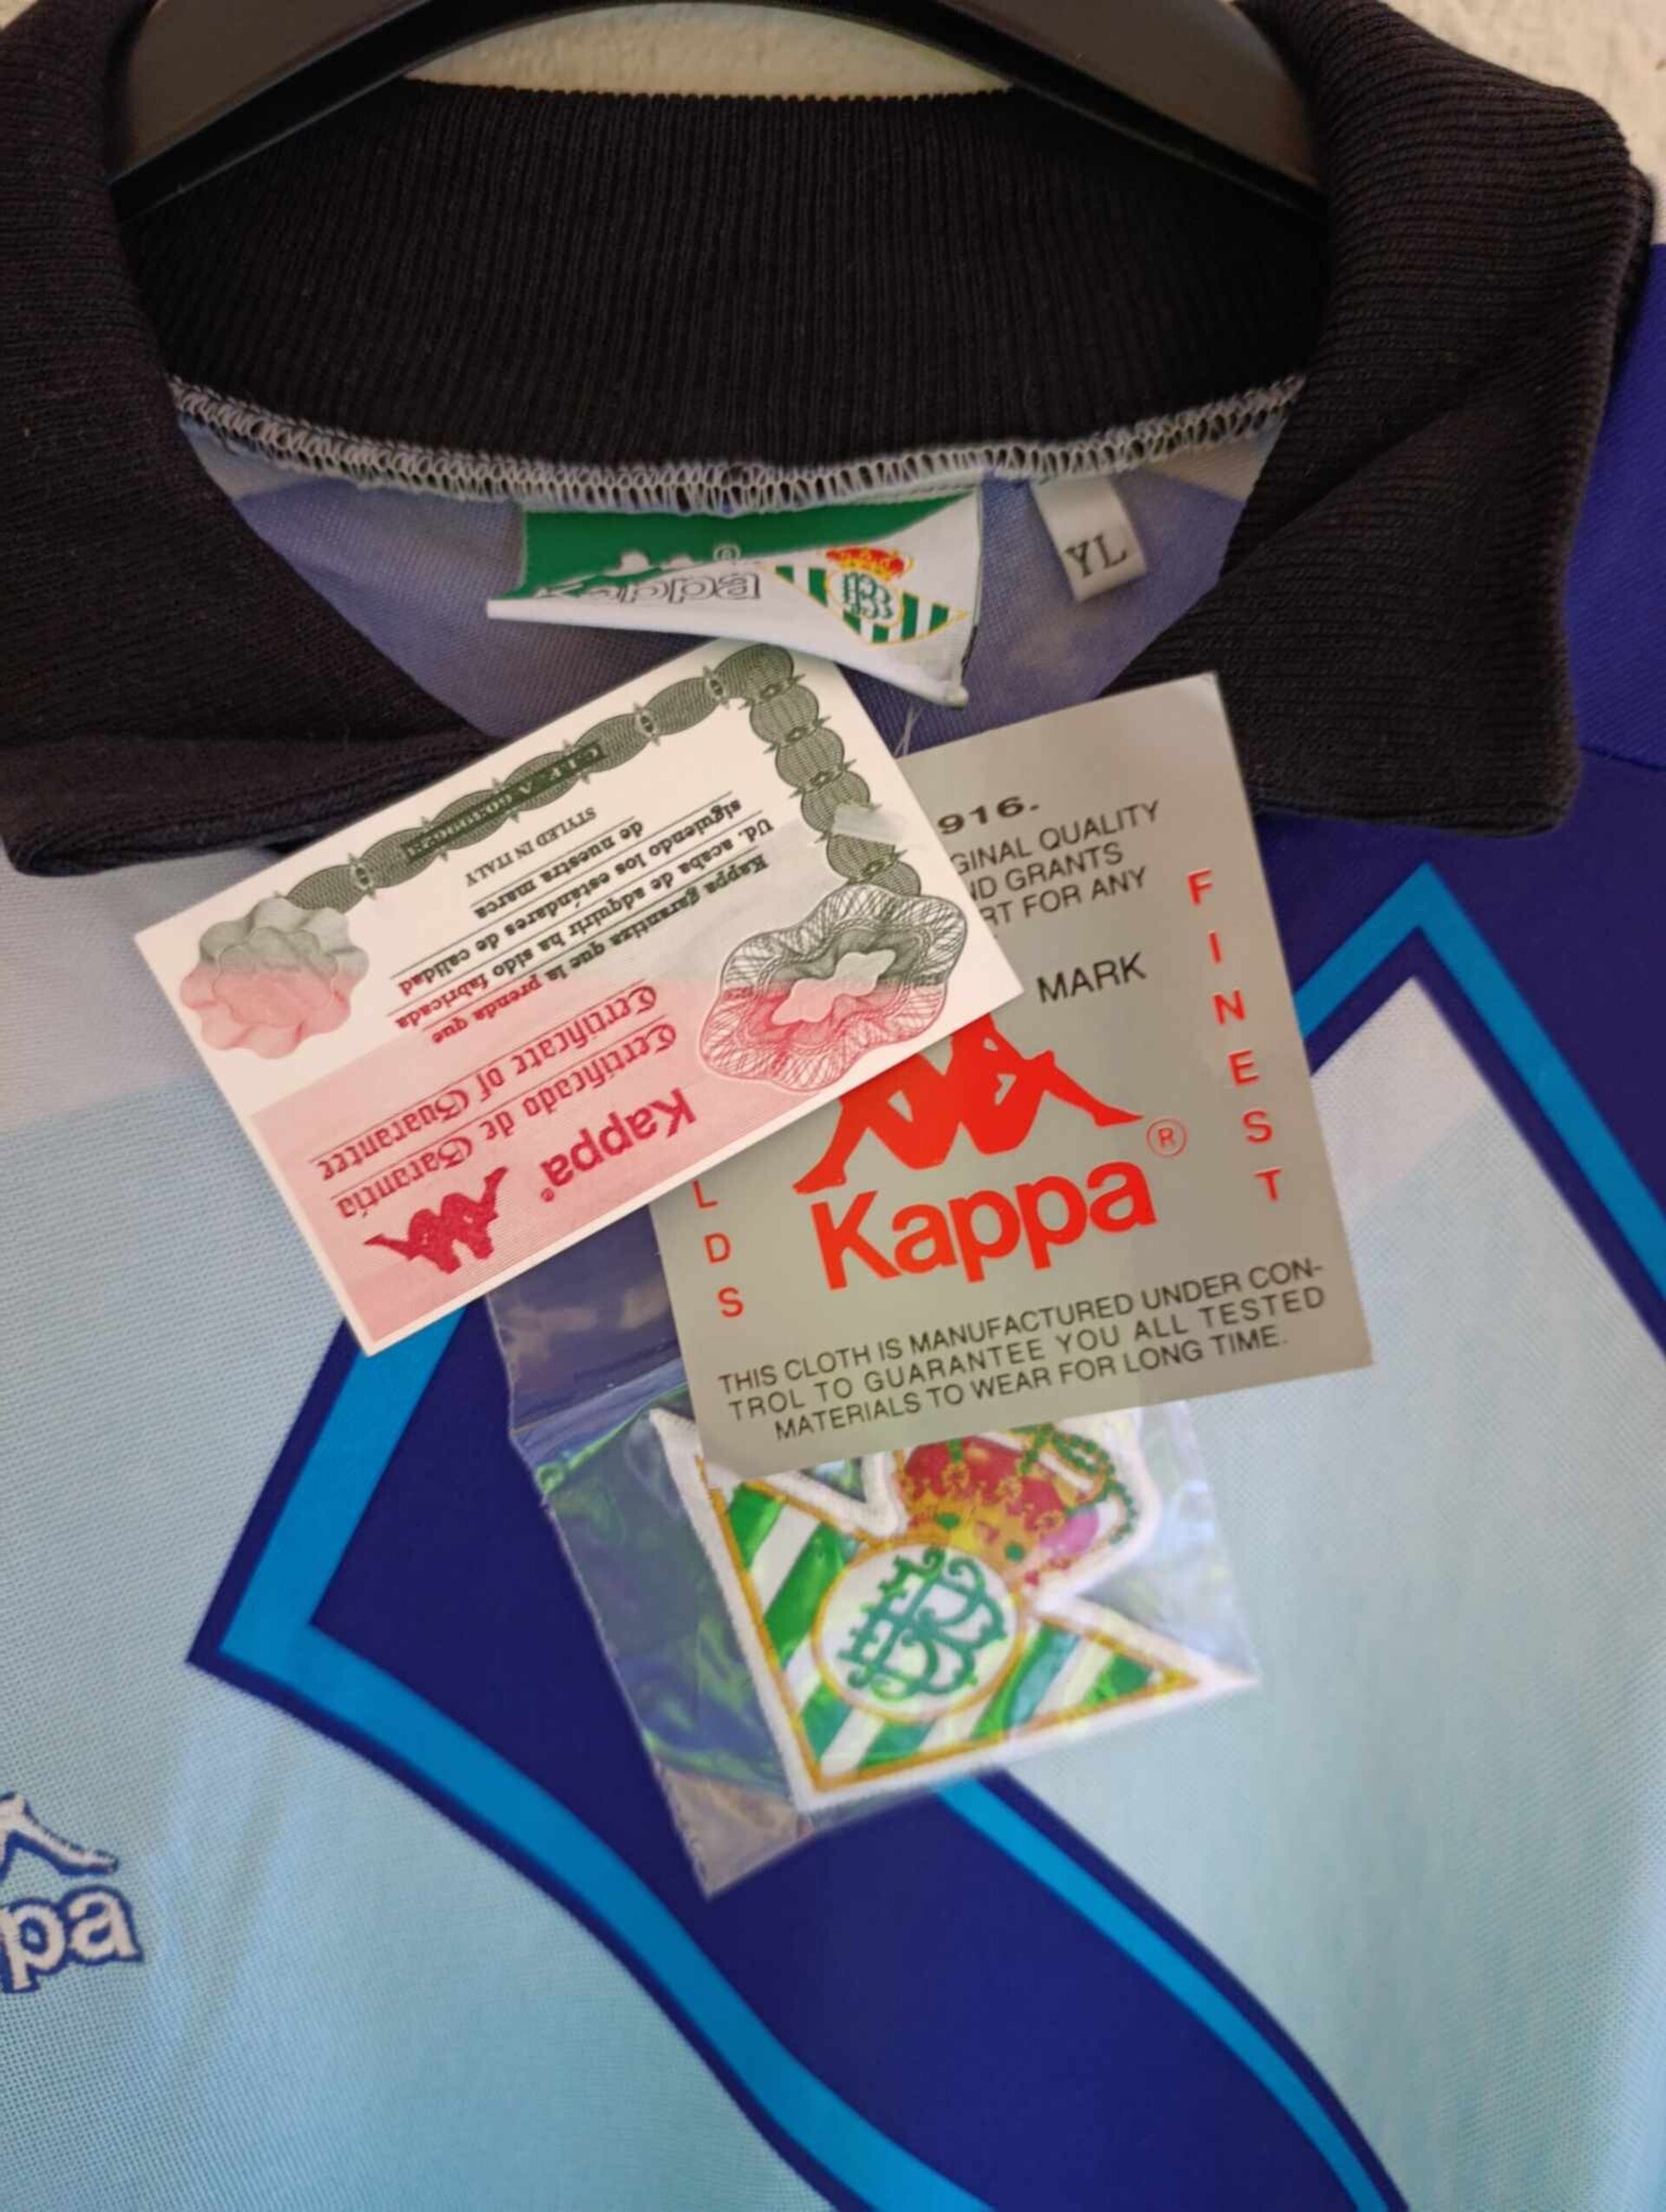 Kappa
YL
Kappa®
Certificado de Garantía
Certificate of Guarantee
Kappa garantiza que la prenda que
Ud. acaba de adquirir ha sido fabricada
siguiendo los estándares de calidad
de nuestra marca
STYLED IN ITALY
916.
GINAL QUALITY
ND GRANTS
RT FOR ANY
MARK
FINEST
LDS
Kappa®
THIS CLOTH IS MANUFACTURED UNDER CON-
TROL TO GUARANTEE YOU ALL TESTED
MATERIALS TO WEAR FOR LONG TIME.
pa